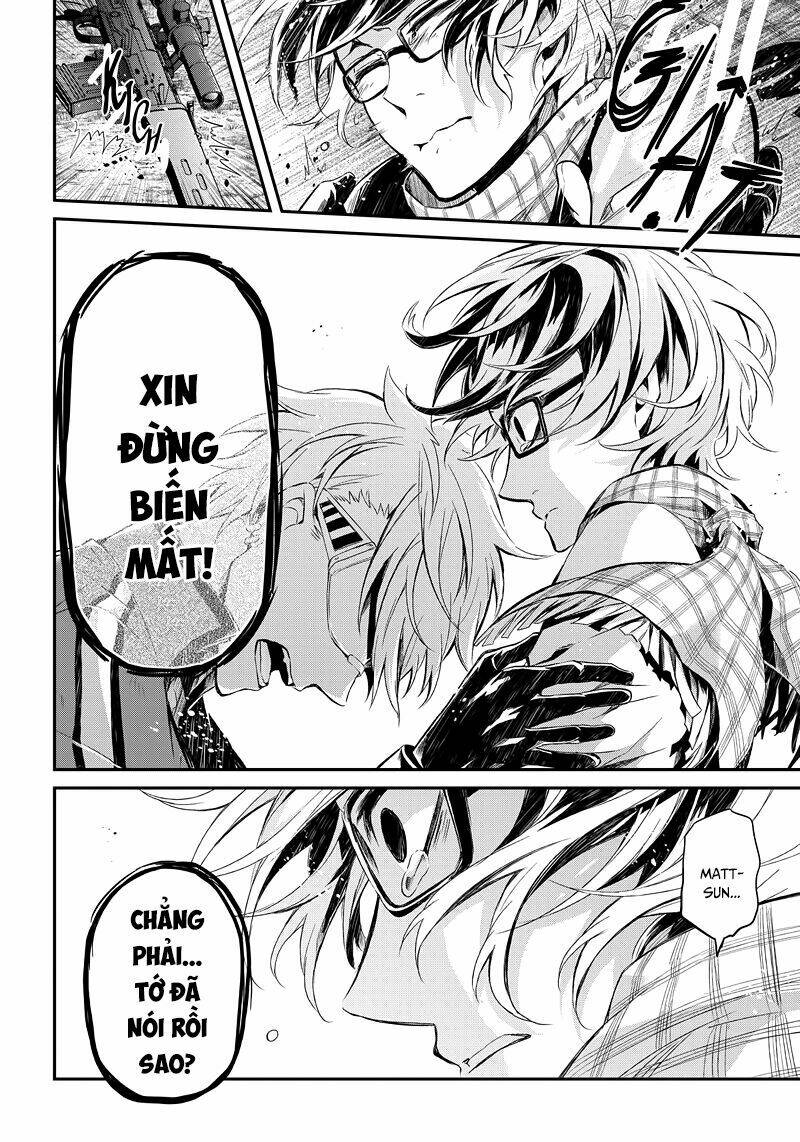 KỊCH
GIẬT
XIN
ĐỪNG
BIẾN
MẤT!
MATT-
SUN...
CHẲNG
PHẢI...
TỚ ĐÃ
NÓI RỒI
SAO?